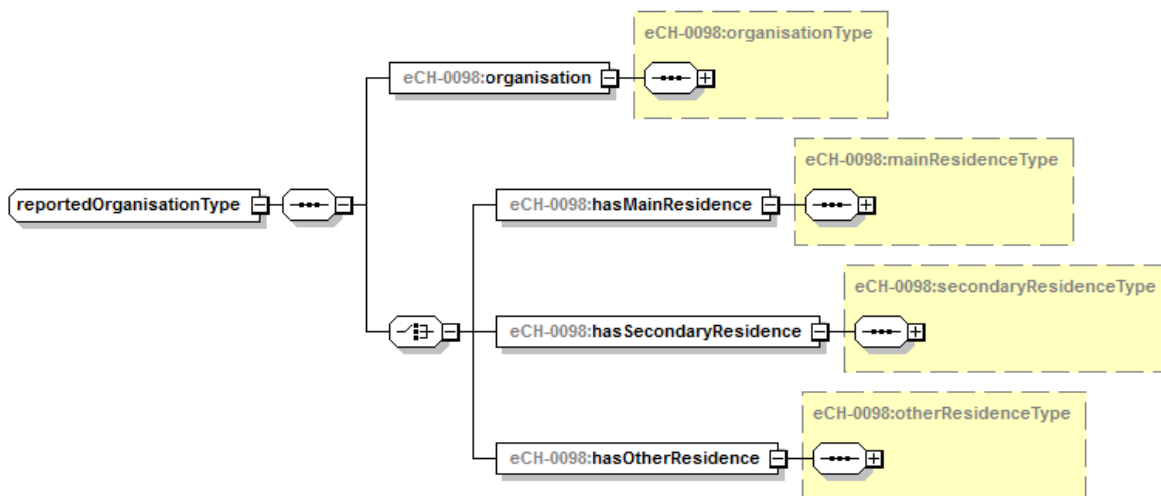 eCH-0098:organisationType
eCH-0098:organisation
eCH-0098:mainResidenceType
reportedOrganisationType
eCH-0098:hasMainResidence
eCH-0098:secondaryResidenceType
eCH-0098:hasSecondaryResidence
eCH-0098:otherResidenceType
eCH-0098:hasOtherResidence